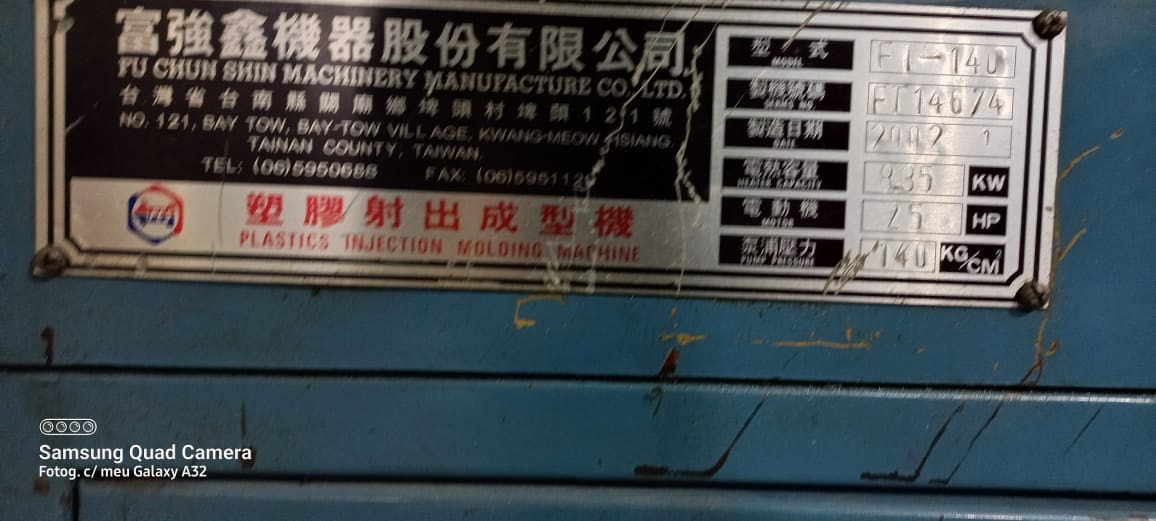 富強鑫機器股份有限公司
FU CHUN SHIN MACHINERY MANUFACTURE CO., LTD.
台灣省台南縣關廟鄉埤頭村埤頭121號
NO. 121, BAY TOW, BAY-TOW VILLAGE, KWANG-MEOW HSIANG,
TAINAN COUNTY, TAIWAN.
TEL: (06)5950688 FAX: (06)595112
塑膠射出成型機
PLASTICS INJECTION MOLDING MACHINE
型式
MODEL
製機號碼
SERIAS NO.
FT14674
製造日期
DATE
2002 1
電熱容量
HEATER CAPACITY
9.35 KW
電動機
MOTOR
25 HP
泵浦壓力
PUMP PRESSURE
140 KG/CM²
Samsung Quad Camera
Fotog. c/ meu Galaxy A32